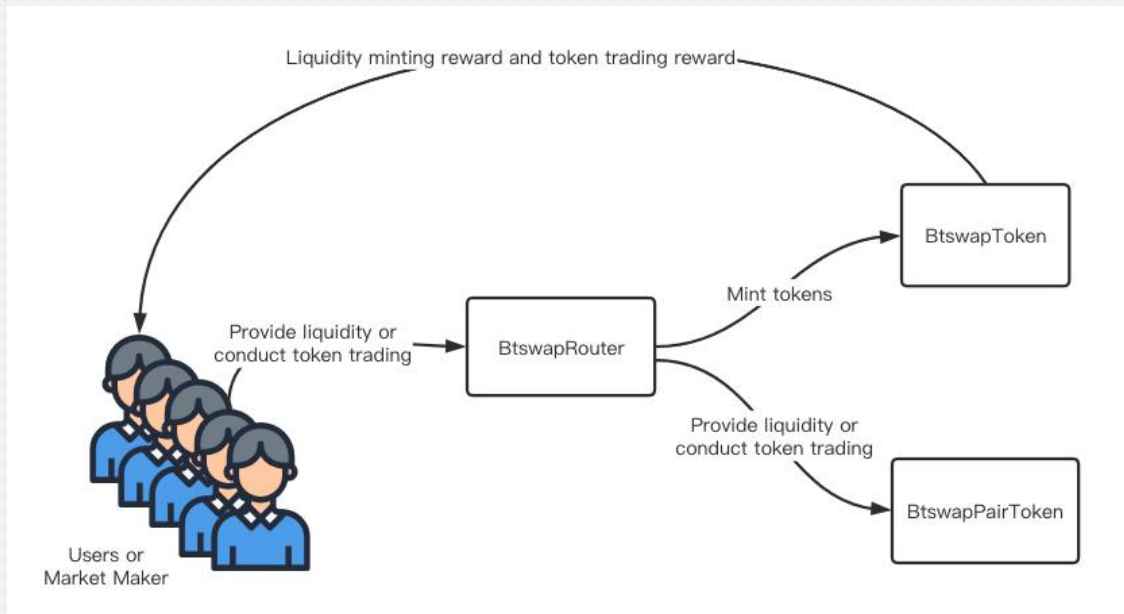 Liquidity minting reward and token trading reward
BtswapToken
Mint tokens
Provide liquidity or
conduct token trading
BtswapRouter
Provide liquidity or
conduct token trading
BtswapPairToken
Users or
Market Maker